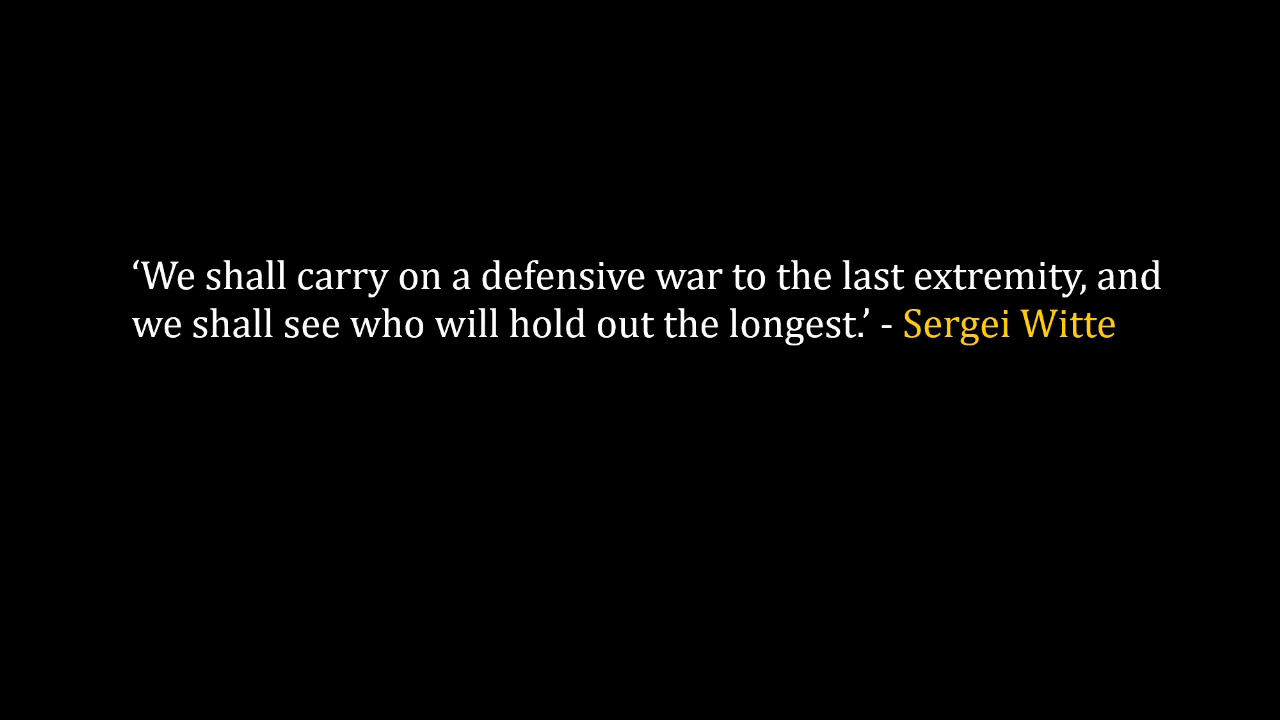 ‘We shall carry on a defensive war to the last extremity, and
we shall see who will hold out the longest.’ - Sergei Witte